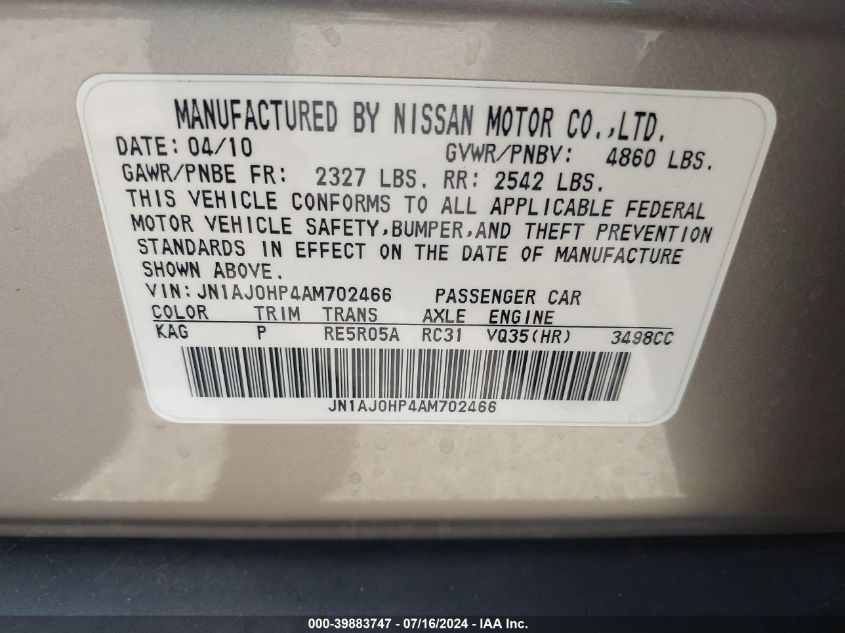 MANUFACTURED BY NISSAN MOTOR CO.,LTD.
DATE: 04/10 GVWR/PNBV: 4860 LBS.
GAWR/PNBE FR: 2327 LBS. RR: 2542 LBS.
THIS VEHICLE CONFORMS TO ALL APPLICABLE FEDERAL
MOTOR VEHICLE SAFETY,BUMPER,AND THEFT PREVENTION
STANDARDS IN EFFECT ON THE DATE OF MANUFACTURE
SHOWN ABOVE.
VIN:JN1AJ0HP4AM702466 PASSENGER CAR
COLOR TRIM TRANS AXLE ENGINE
KAG P RE5R05A RC31 VQ35(HR) 3498CC
JN1AJ0HP4AM702466
000-39883747 - 07/16/2024 - IAA Inc.